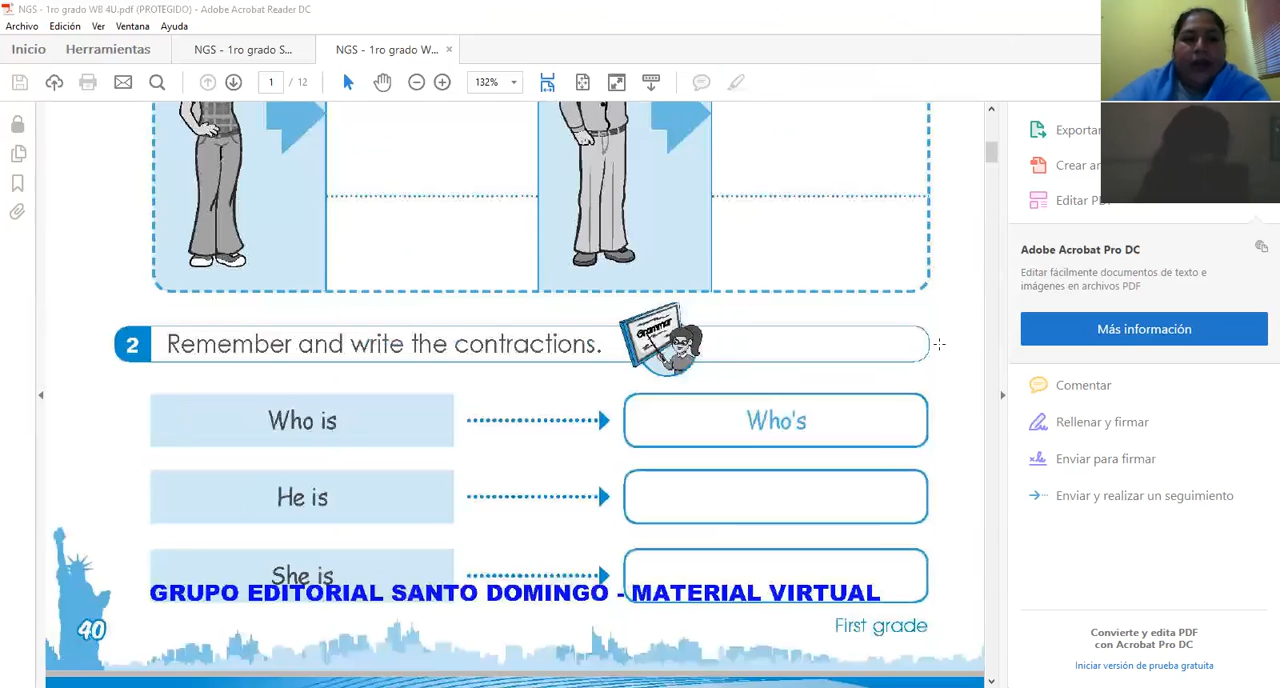 NGS - 1ro grado WB 4U.pdf (PROTEGIDO) - Adobe Acrobat Reader DC
Archivo Edición Ver Ventana Ayuda
Inicio Herramientas NGS - 1ro grado S... NGS - 1ro grado W... ×
1 / 12 132%
Exportar
Crear ar
Editar PDF
Adobe Acrobat Pro DC
Editar fácilmente documentos de texto e
imágenes en archivos PDF
Más información
Comentar
Rellenar y firmar
Enviar para firmar
Enviar y realizar un seguimiento
Convierte y edita PDF
con Acrobat Pro DC
Iniciar versión de prueba gratuita
2 Remember and write the contractions.
Grammar
Who is Who's
He is
She is
GRUPO EDITORIAL SANTO DOMINGO - MATERIAL VIRTUAL
40
First grade